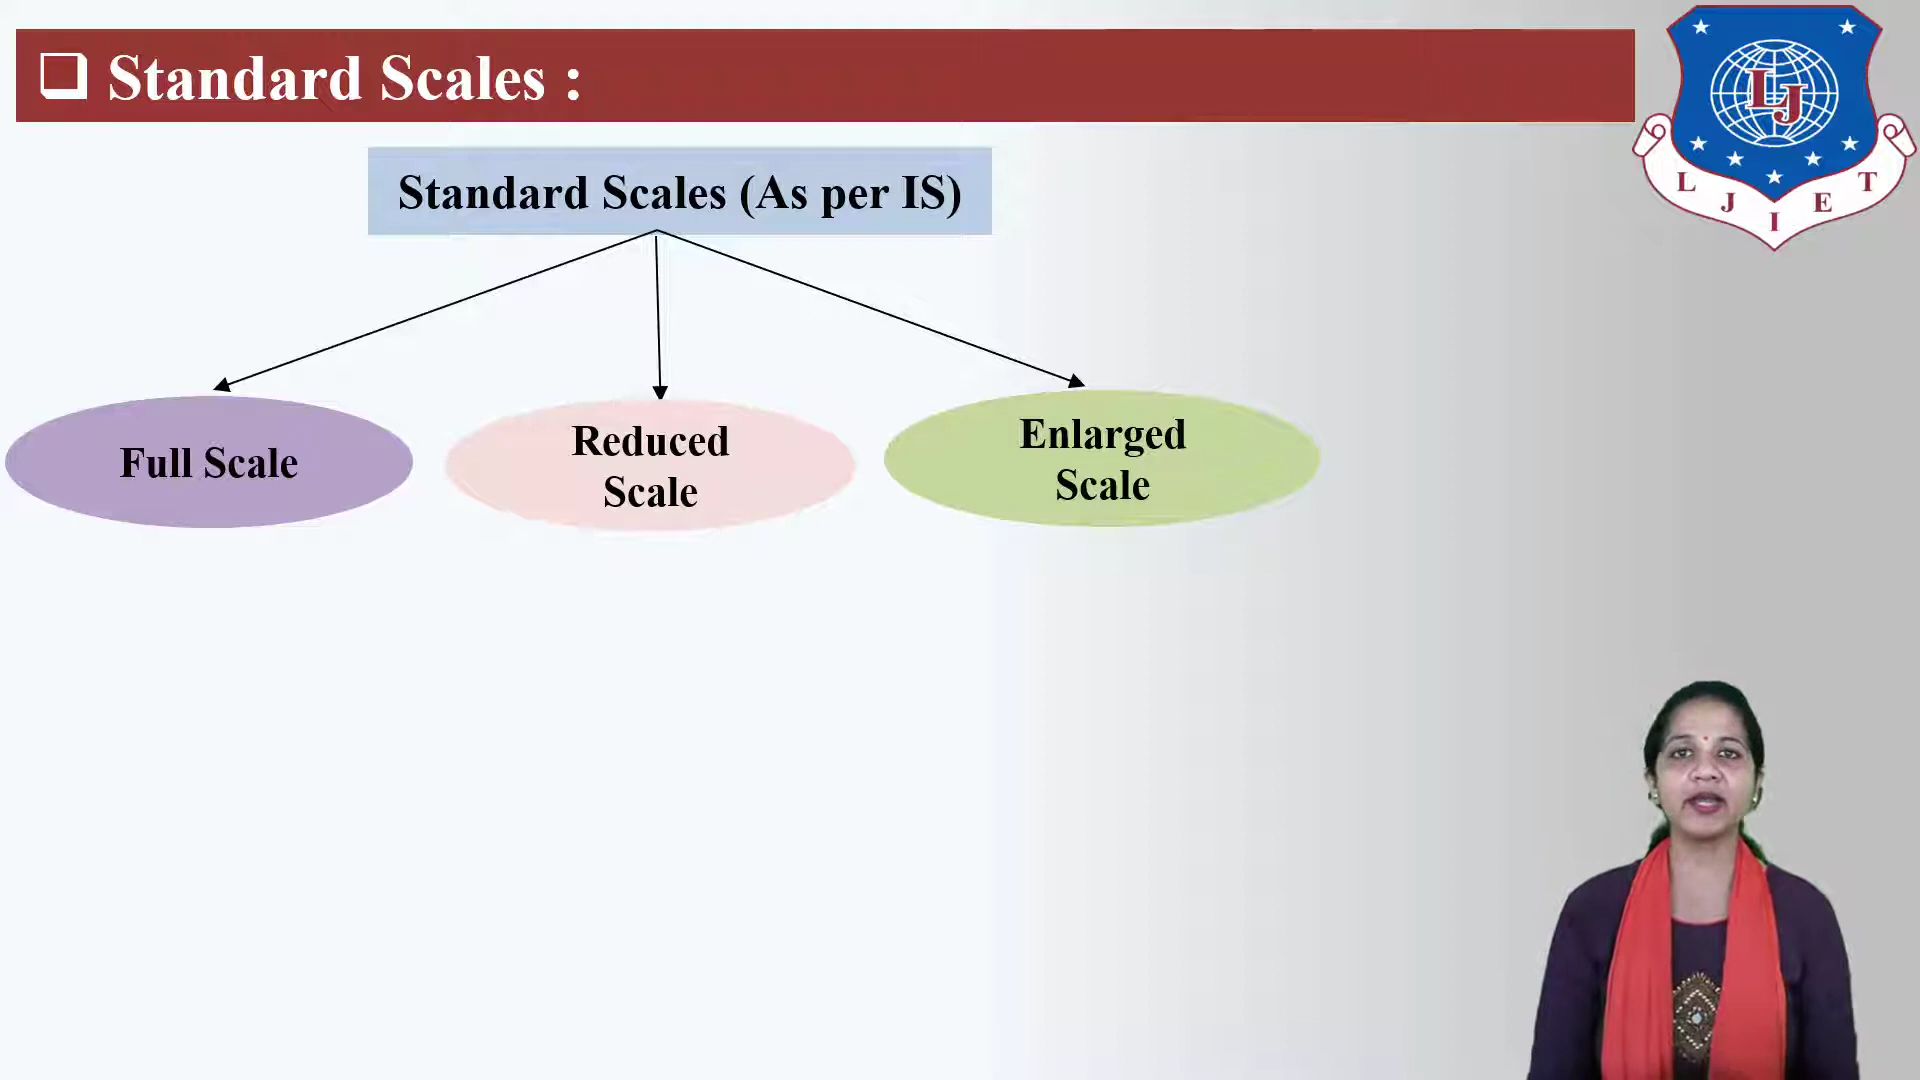 Standard Scales :
Standard Scales (As per IS)
Full Scale
Reduced
Scale
Enlarged
Scale
LJ
L J I E T